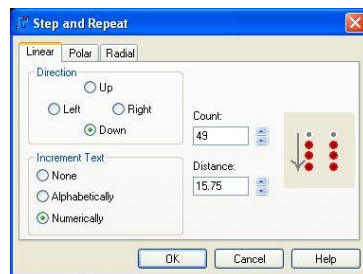 Step and Repeat
Linear Polar Radial
Direction
Up
Left Right
Down
Count:
49
Increment Text
None
Alphabetically
Numerically
Distance:
15.75
OK Cancel Help